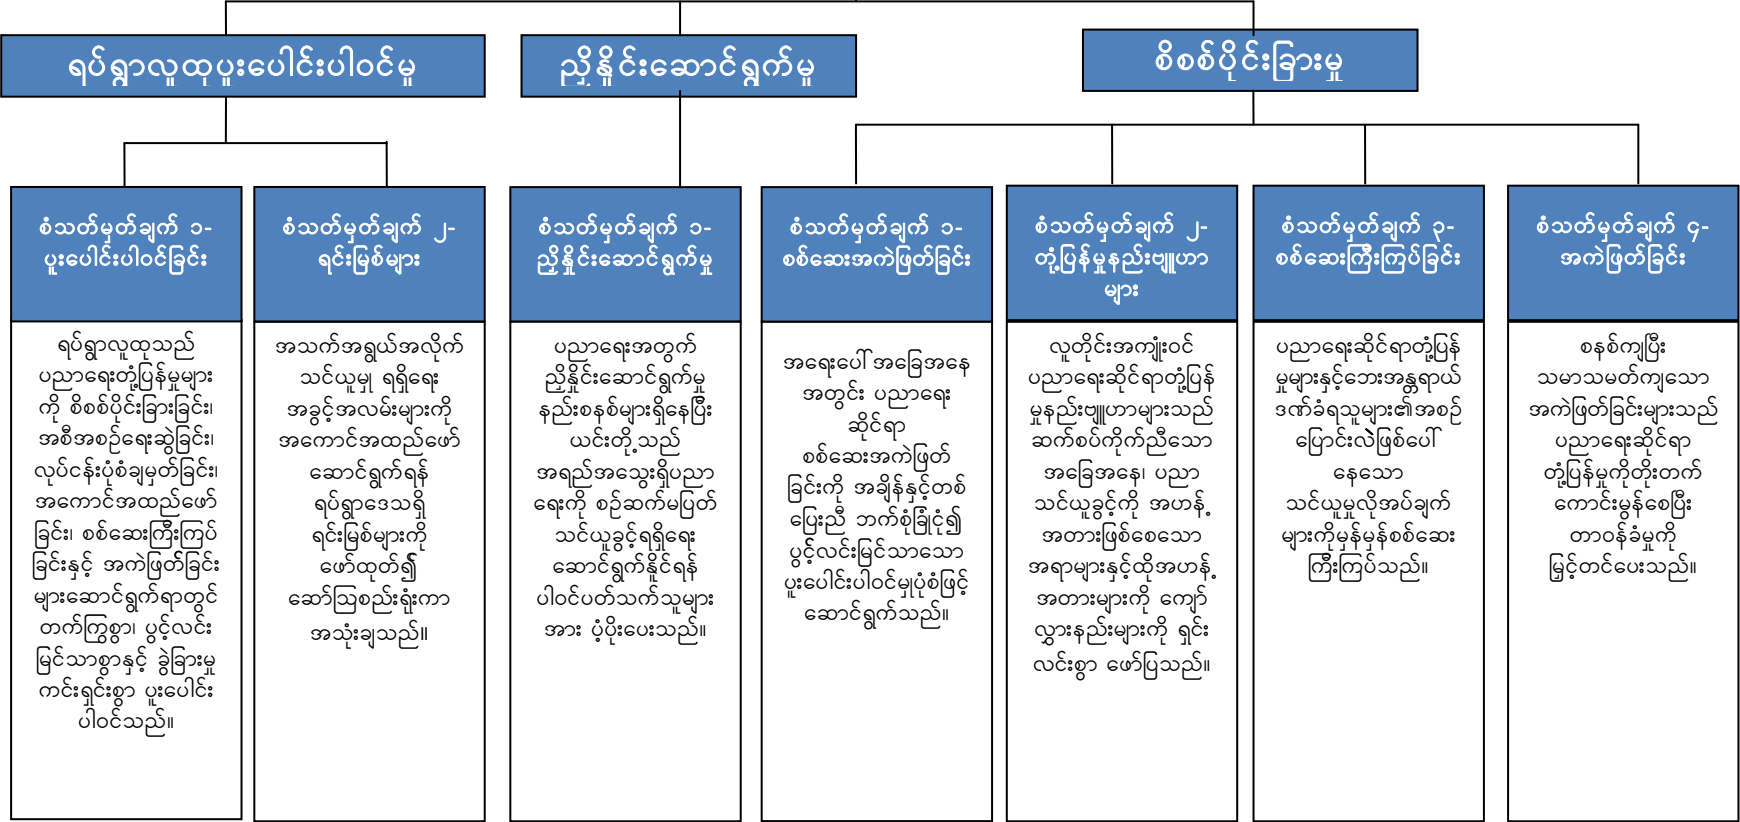 ရပ်ရွာလူထုပူးပေါင်းပါဝင်မှု
ညှိနှိုင်းဆောင်ရွက်မှု
စိစစ်ပိုင်းခြားမှု
စံသတ်မှတ်ချက် ၁-
ပူးပေါင်းပါဝင်ခြင်း
ရပ်ရွာလူထုသည်
ပညာရေးတုံ့ပြန်မှုများ
ကို စိစစ်ပိုင်းခြားခြင်း၊
အစီအစဉ်ရေးဆွဲခြင်း၊
လုပ်ငန်းပုံစံချမှတ်ခြင်း၊
အကောင်အထည်ဖော်
ခြင်း၊ စစ်ဆေးကြီးကြပ်
ခြင်းနှင့် အကဲဖြတ်ခြင်း
များဆောင်ရွက်ရာတွင်
တက်ကြွစွာ၊ ပွင့်လင်း
မြင်သာစွာနှင့် ခွဲခြားမှု
ကင်းရှင်းစွာ ပူးပေါင်း
ပါဝင်သည်။
စံသတ်မှတ်ချက် ၂-
ရင်းမြစ်များ
အသက်အရွယ်အလိုက်
သင်ယူမှု ရရှိရေး
အခွင့်အလမ်းများကို
အကောင်အထည်ဖော်
ဆောင်ရွက်ရန်
ရပ်ရွာဒေသရှိ
ရင်းမြစ်များကို
ဖော်ထုတ်၍
ဆော်ဩစည်းရုံးကာ
အသုံးချသည်။
စံသတ်မှတ်ချက် ၁-
ညှိနှိုင်းဆောင်ရွက်မှု
ပညာရေးအတွက်
ညှိနှိုင်းဆောင်ရွက်မှု
နည်းစနစ်များရှိနေပြီး
ယင်းတို့သည်
အရည်အသွေးရှိပညာ
ရေးကို စဉ်ဆက်မပြတ်
သင်ယူခွင့်ရရှိရေး
ဆောင်ရွက်နိုင်ရန်
ပါဝင်ပတ်သက်သူများ
အား ပံ့ပိုးပေးသည်။
စံသတ်မှတ်ချက် ၁-
စစ်ဆေးအကဲဖြတ်ခြင်း
အရေးပေါ်အခြေအနေ
အတွင်း ပညာရေး
ဆိုင်ရာ
စစ်ဆေးအကဲဖြတ်
ခြင်းကို အချိန်နှင့်တစ်
ပြေးညီ ဘက်စုံခြုံငုံ၍
ပွင့်လင်းမြင်သာသော
ပူးပေါင်းပါဝင်မှုပုံစံဖြင့်
ဆောင်ရွက်သည်။
စံသတ်မှတ်ချက် ၂-
တုံ့ပြန်မှုနည်းဗျူဟာ
များ
လူတိုင်းအကျုံးဝင်
ပညာရေးဆိုင်ရာတုံ့ပြန်
မှုနည်းဗျူဟာများသည်
ဆက်စပ်ကိုက်ညီသော
အခြေအနေ၊ ပညာ
သင်ယူခွင့်ကို အဟန့်
အတားဖြစ်စေသော
အရာများနှင့်ထိုအဟန့်
အတားများကို ကျော်
လွှားနည်းများကို ရှင်း
လင်းစွာ ဖော်ပြသည်။
စံသတ်မှတ်ချက် ၃-
စစ်ဆေးကြီးကြပ်ခြင်း
ပညာရေးဆိုင်ရာတုံ့ပြန်
မှုများနှင့်ဘေးအန္တရာယ်
ဒဏ်ခံရသူများ၏အစဉ်
ပြောင်းလဲဖြစ်ပေါ်
နေသော
သင်ယူမှုလိုအပ်ချက်
များကိုမှန်မှန်စစ်ဆေး
ကြီးကြပ်သည်။
စံသတ်မှတ်ချက် ၄-
အကဲဖြတ်ခြင်း
စနစ်ကျပြီး
သမာသမတ်ကျသော
အကဲဖြတ်ခြင်းများသည်
ပညာရေးဆိုင်ရာ
တုံ့ပြန်မှုကိုတိုးတက်
ကောင်းမွန်စေပြီး
တာဝန်ခံမှုကို
မြှင့်တင်ပေးသည်။